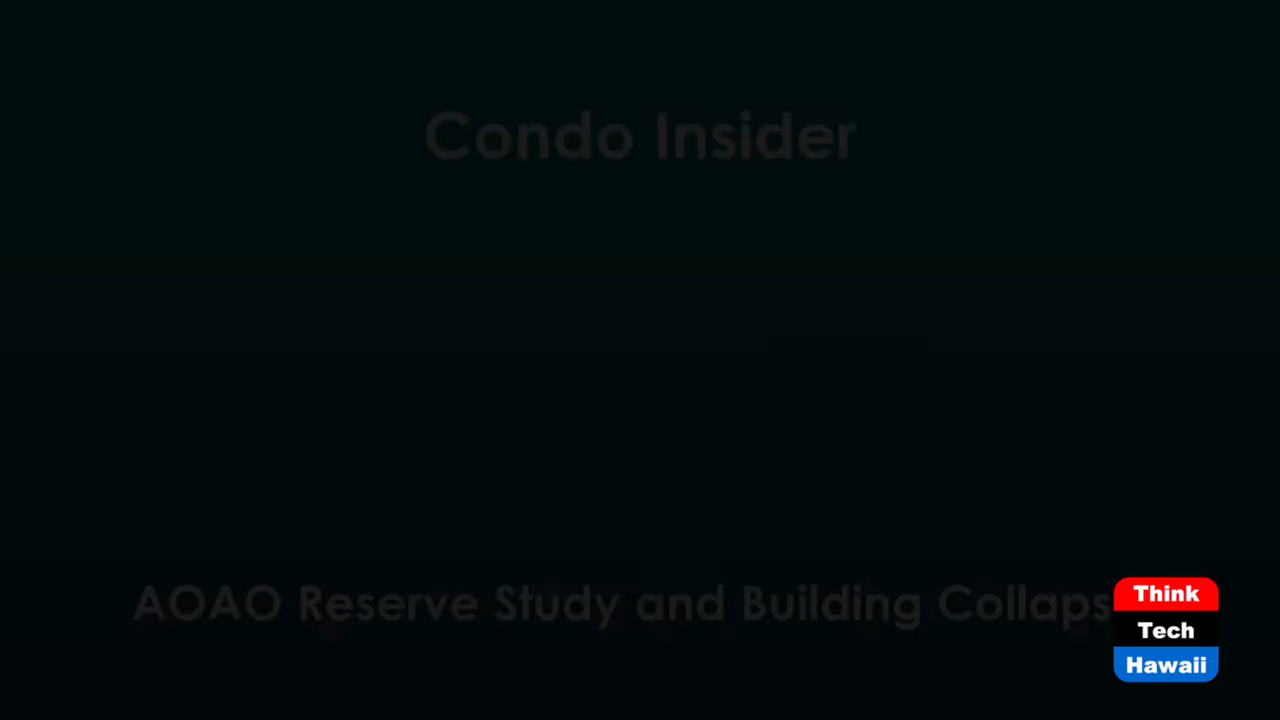 Condo Insider
AOAO Reserve Study and Building Collaps
Think
Tech
Hawaii